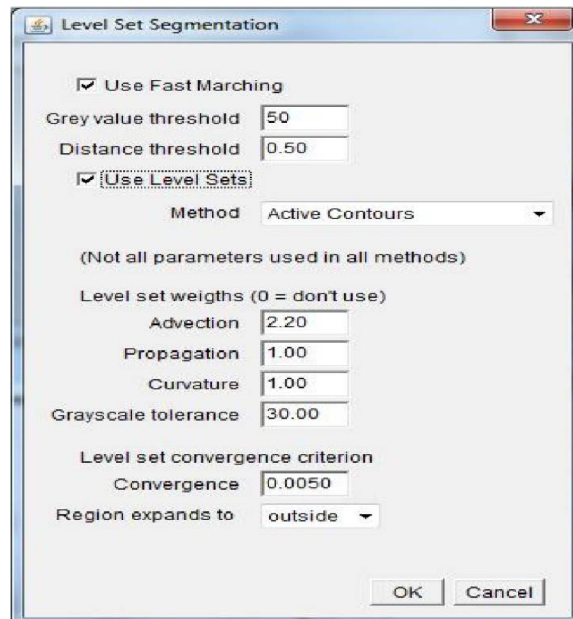 Level Set Segmentation
Use Fast Marching
Grey value threshold 50
Distance threshold 0.50
Use Level Sets
Method Active Contours
(Not all parameters used in all methods)
Level set weigths (0 = don't use)
Advection 2.20
Propagation 1.00
Curvature 1.00
Grayscale tolerance 30.00
Level set convergence criterion
Convergence 0.0050
Region expands to outside
OK Cancel